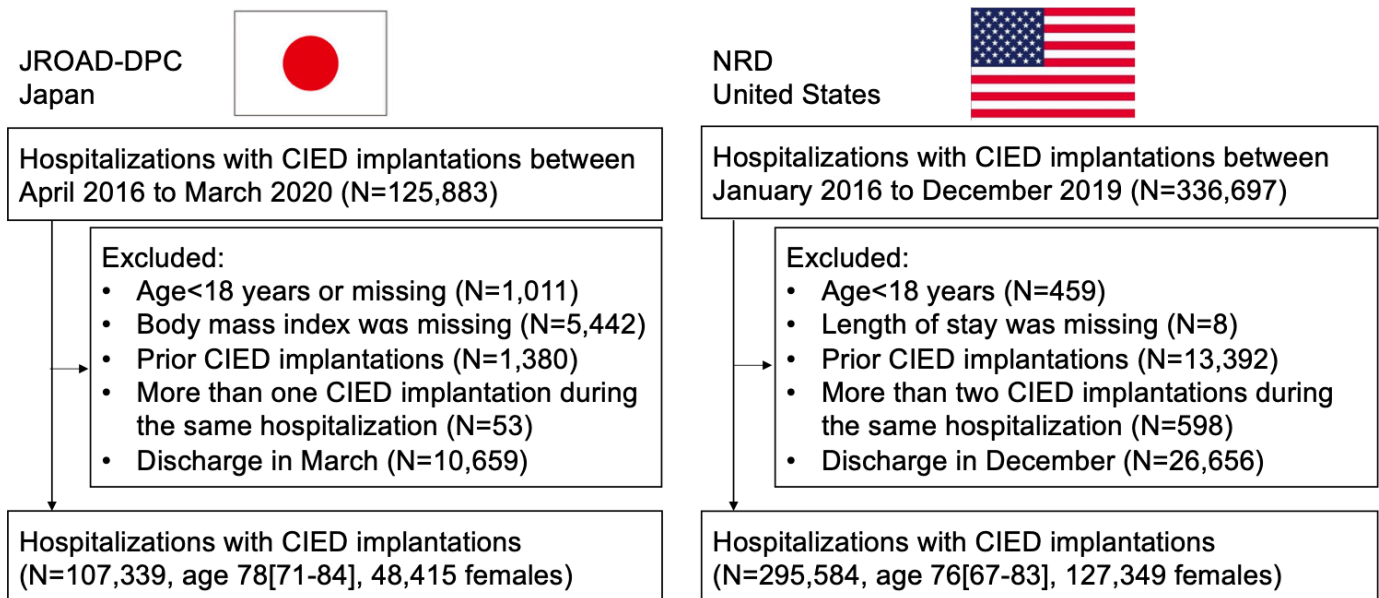 JROAD-DPC
Japan
Hospitalizations with CIED implantations between
April 2016 to March 2020 (N=125,883)
Excluded:
• Age<18 years or missing (N=1,011)
• Body mass index wαs missing (N=5,442)
• Prior CIED implantations (N=1,380)
• More than one CIED implantation during
the same hospitalization (N=53)
• Discharge in March (N=10,659)
Hospitalizations with CIED implantations
(N=107,339, age 78[71-84], 48,415 females)
NRD
United States
Hospitalizations with CIED implantations between
January 2016 to December 2019 (N=336,697)
Excluded:
• Age<18 years (N=459)
• Length of stay was missing (N=8)
• Prior CIED implantations (N=13,392)
• More than two CIED implantations during
the same hospitalization (N=598)
• Discharge in December (N=26,656)
Hospitalizations with CIED implantations
(N=295,584, age 76[67-83], 127,349 females)